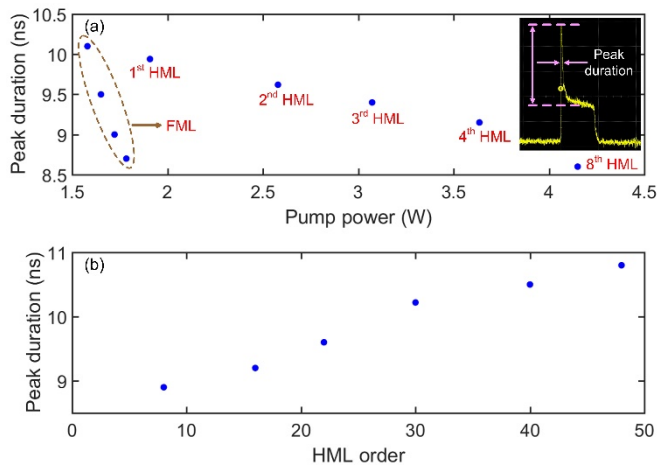 (a)
Peak duration (ns)
10
9.5
9.0
8.5
1st HML
2nd HML
3rd HML
4th HML
8th HML
FML
Peak
duration
1.5
2
2.5
3
3.5
4
4.5
Pump power (W)
(b)
Peak duration (ns)
11
10
9
0
10
20
30
40
50
HML order